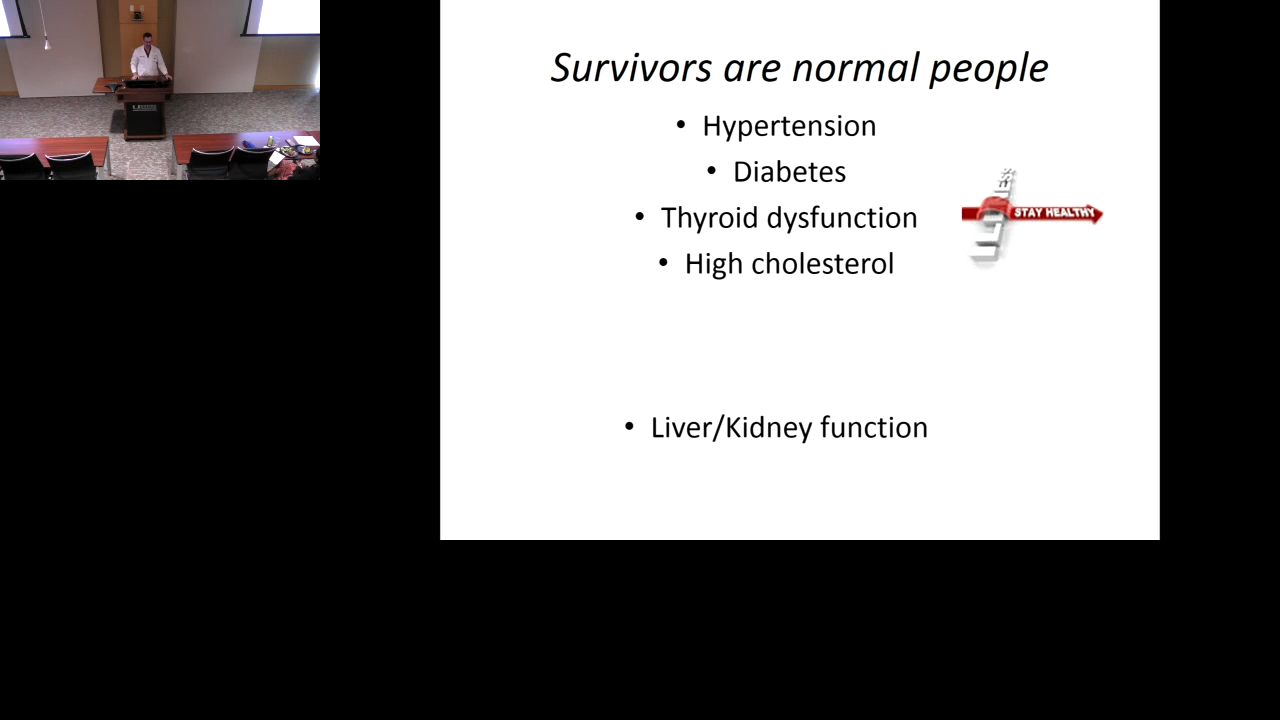 Survivors are normal people
• Hypertension
• Diabetes
• Thyroid dysfunction
• High cholesterol
STAY HEALTHY
• Liver/Kidney function